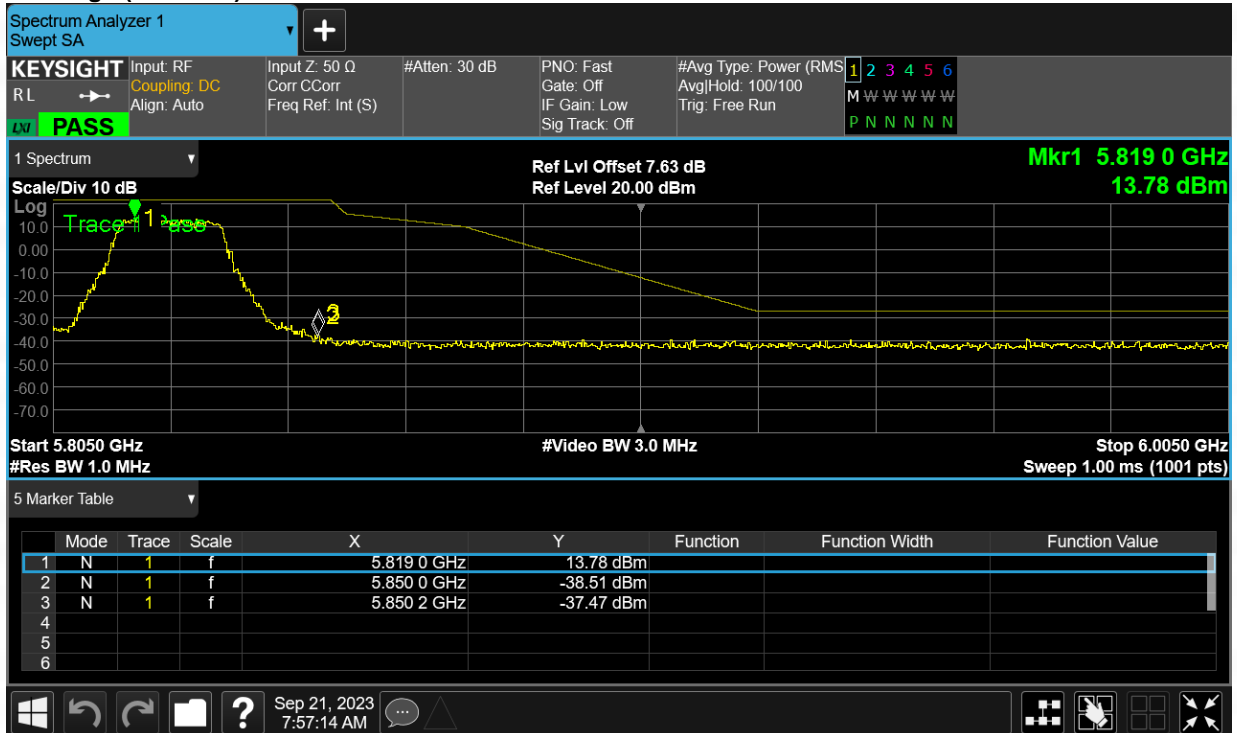 Spectrum Analyzer 1
Swept SA
+
KEYSIGHT Input: RF Input Z: 50 Ω #Atten: 30 dB PNO: Fast #Avg Type: Power (RMS 1 2 3 4 5 6
RL Coupling: DC Corr CCorr Gate: Off Avg|Hold: 100/100 M W W W W W
Align: Auto Freq Ref: Int (S) IF Gain: Low Trig: Free Run
LXI PASS Sig Track: Off P N N N N N
1 Spectrum Ref Lvl Offset 7.63 dB Mkr1 5.819 0 GHz
Scale/Div 10 dB Ref Level 20.00 dBm 13.78 dBm
Log
10.0 Trace 1 Pass 1
0.00
-10.0
-20.0
-30.0 2 3
-40.0
-50.0
-60.0
-70.0
Start 5.8050 GHz #Video BW 3.0 MHz Stop 6.0050 GHz
#Res BW 1.0 MHz Sweep 1.00 ms (1001 pts)
5 Marker Table
Mode Trace Scale X Y Function Function Width Function Value
1 N 1 f 5.819 0 GHz 13.78 dBm
2 N 1 f 5.850 0 GHz -38.51 dBm
3 N 1 f 5.850 2 GHz -37.47 dBm
4
5
6
? Sep 21, 2023
7:57:14 AM